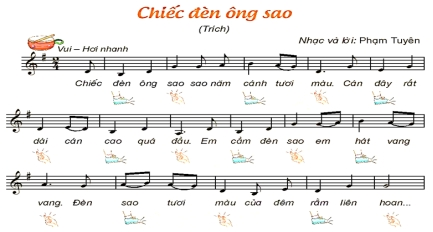 Chiếc đèn ông sao
(Trích)
Nhạc và lời: Phạm Tuyên
Vui – Hơi nhanh
Chiếc đèn ông sao sao năm cánh tươi màu. Cán đây rất
dài cán cao quá đầu. Em cầm đèn sao em hát vang
vang. Đèn sao tươi màu của đêm rằm liên hoan...